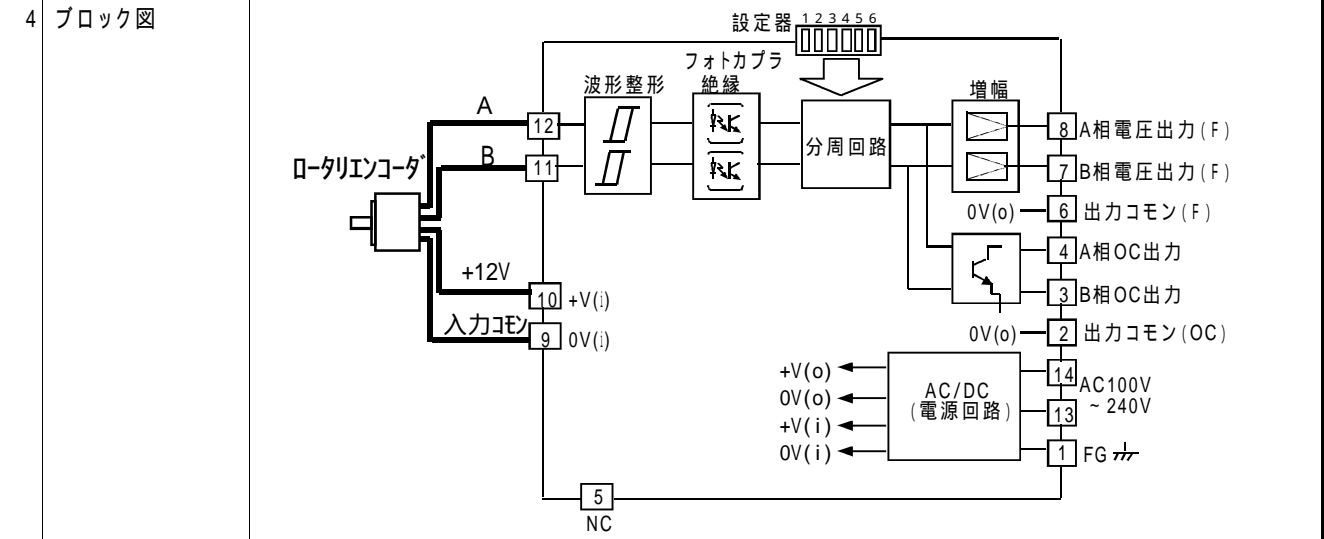 4 ブロック図
設定器 1 2 3 4 5 6
フォトカプラ
絶縁
波形整形
増幅
A
12
B
11
ロータリエンコーダ
分周回路
8 A相電圧出力(F)
7 B相電圧出力(F)
0V(o) 6 出力コモン(F)
4 A相OC出力
3 B相OC出力
0V(o) 2 出力コモン(OC)
+12V
10 +V(i)
入力コモン
9 0V(i)
+V(o)
0V(o)
+V(i)
0V(i)
AC/DC
(電源回路)
14
13
AC100V
~240V
1 FG
5
NC